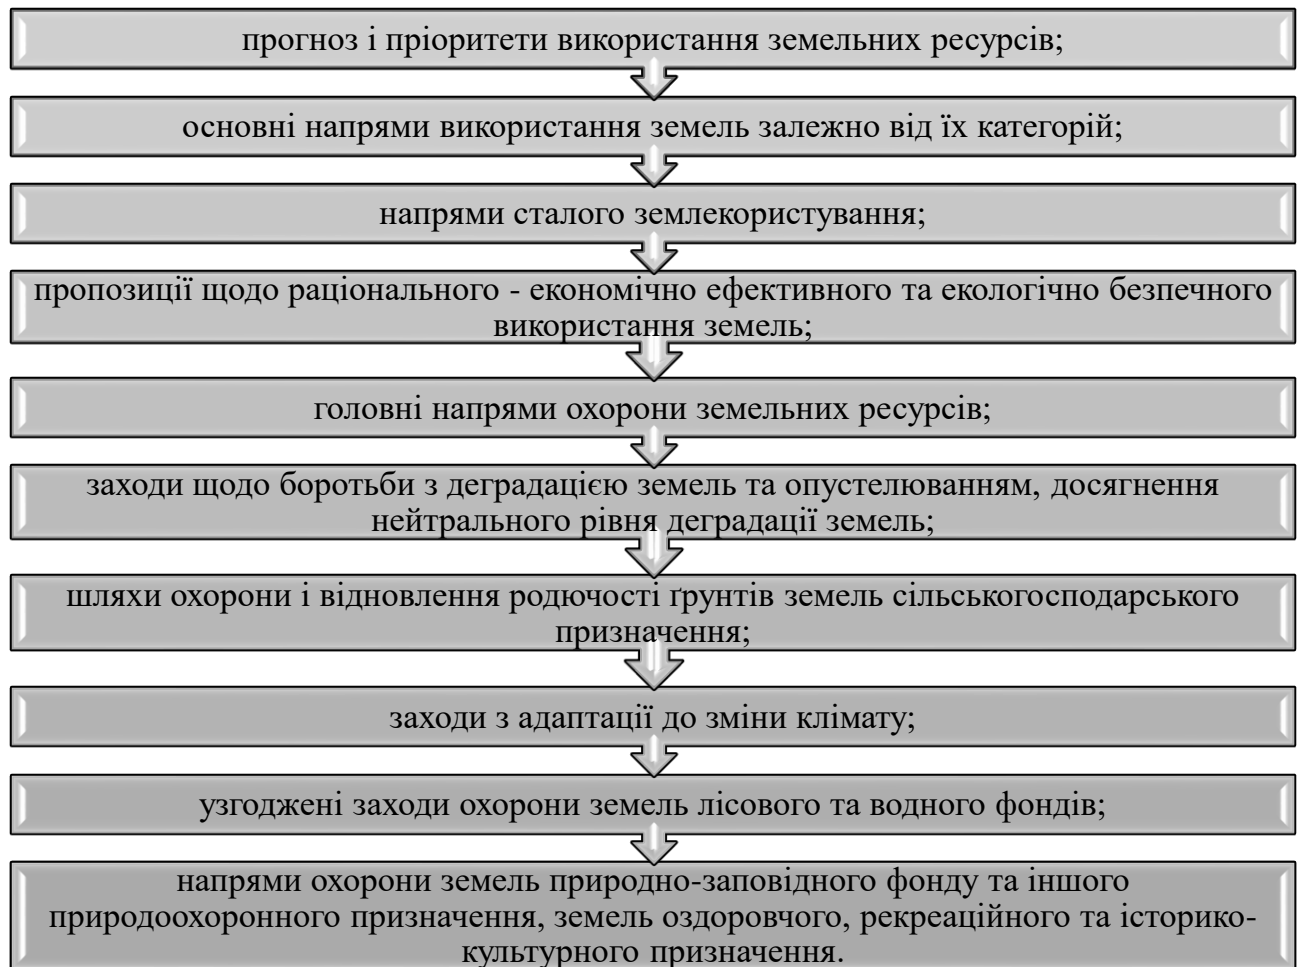 прогноз і пріоритети використання земельних ресурсів;
основні напрями використання земель залежно від їх категорій;
напрями сталого землекористування;
пропозиції щодо раціонального - економічно ефективного та екологічно безпечного
використання земель;
головні напрями охорони земельних ресурсів;
заходи щодо боротьби з деградацією земель та опустелюванням, досягнення
нейтрального рівня деградації земель;
шляхи охорони і відновлення родючості ґрунтів земель сільськогосподарського
призначення;
заходи з адаптації до зміни клімату;
узгоджені заходи охорони земель лісового та водного фондів;
напрями охорони земель природно-заповідного фонду та іншого
природоохоронного призначення, земель оздоровчого, рекреаційного та історико-
культурного призначення.